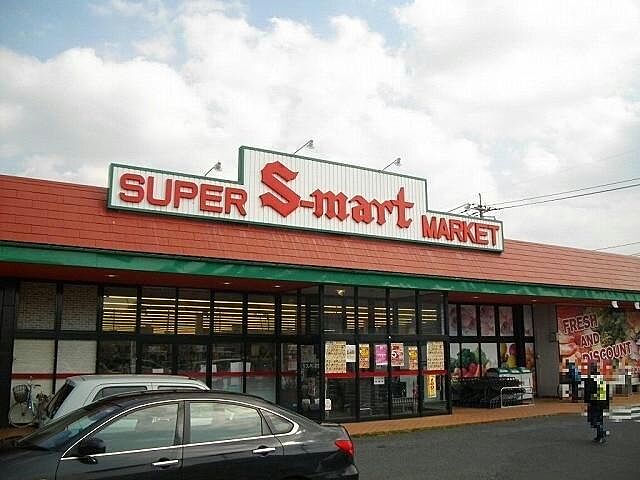 SUPER S-mart MARKET
FRESH
AND
DISCOUNT